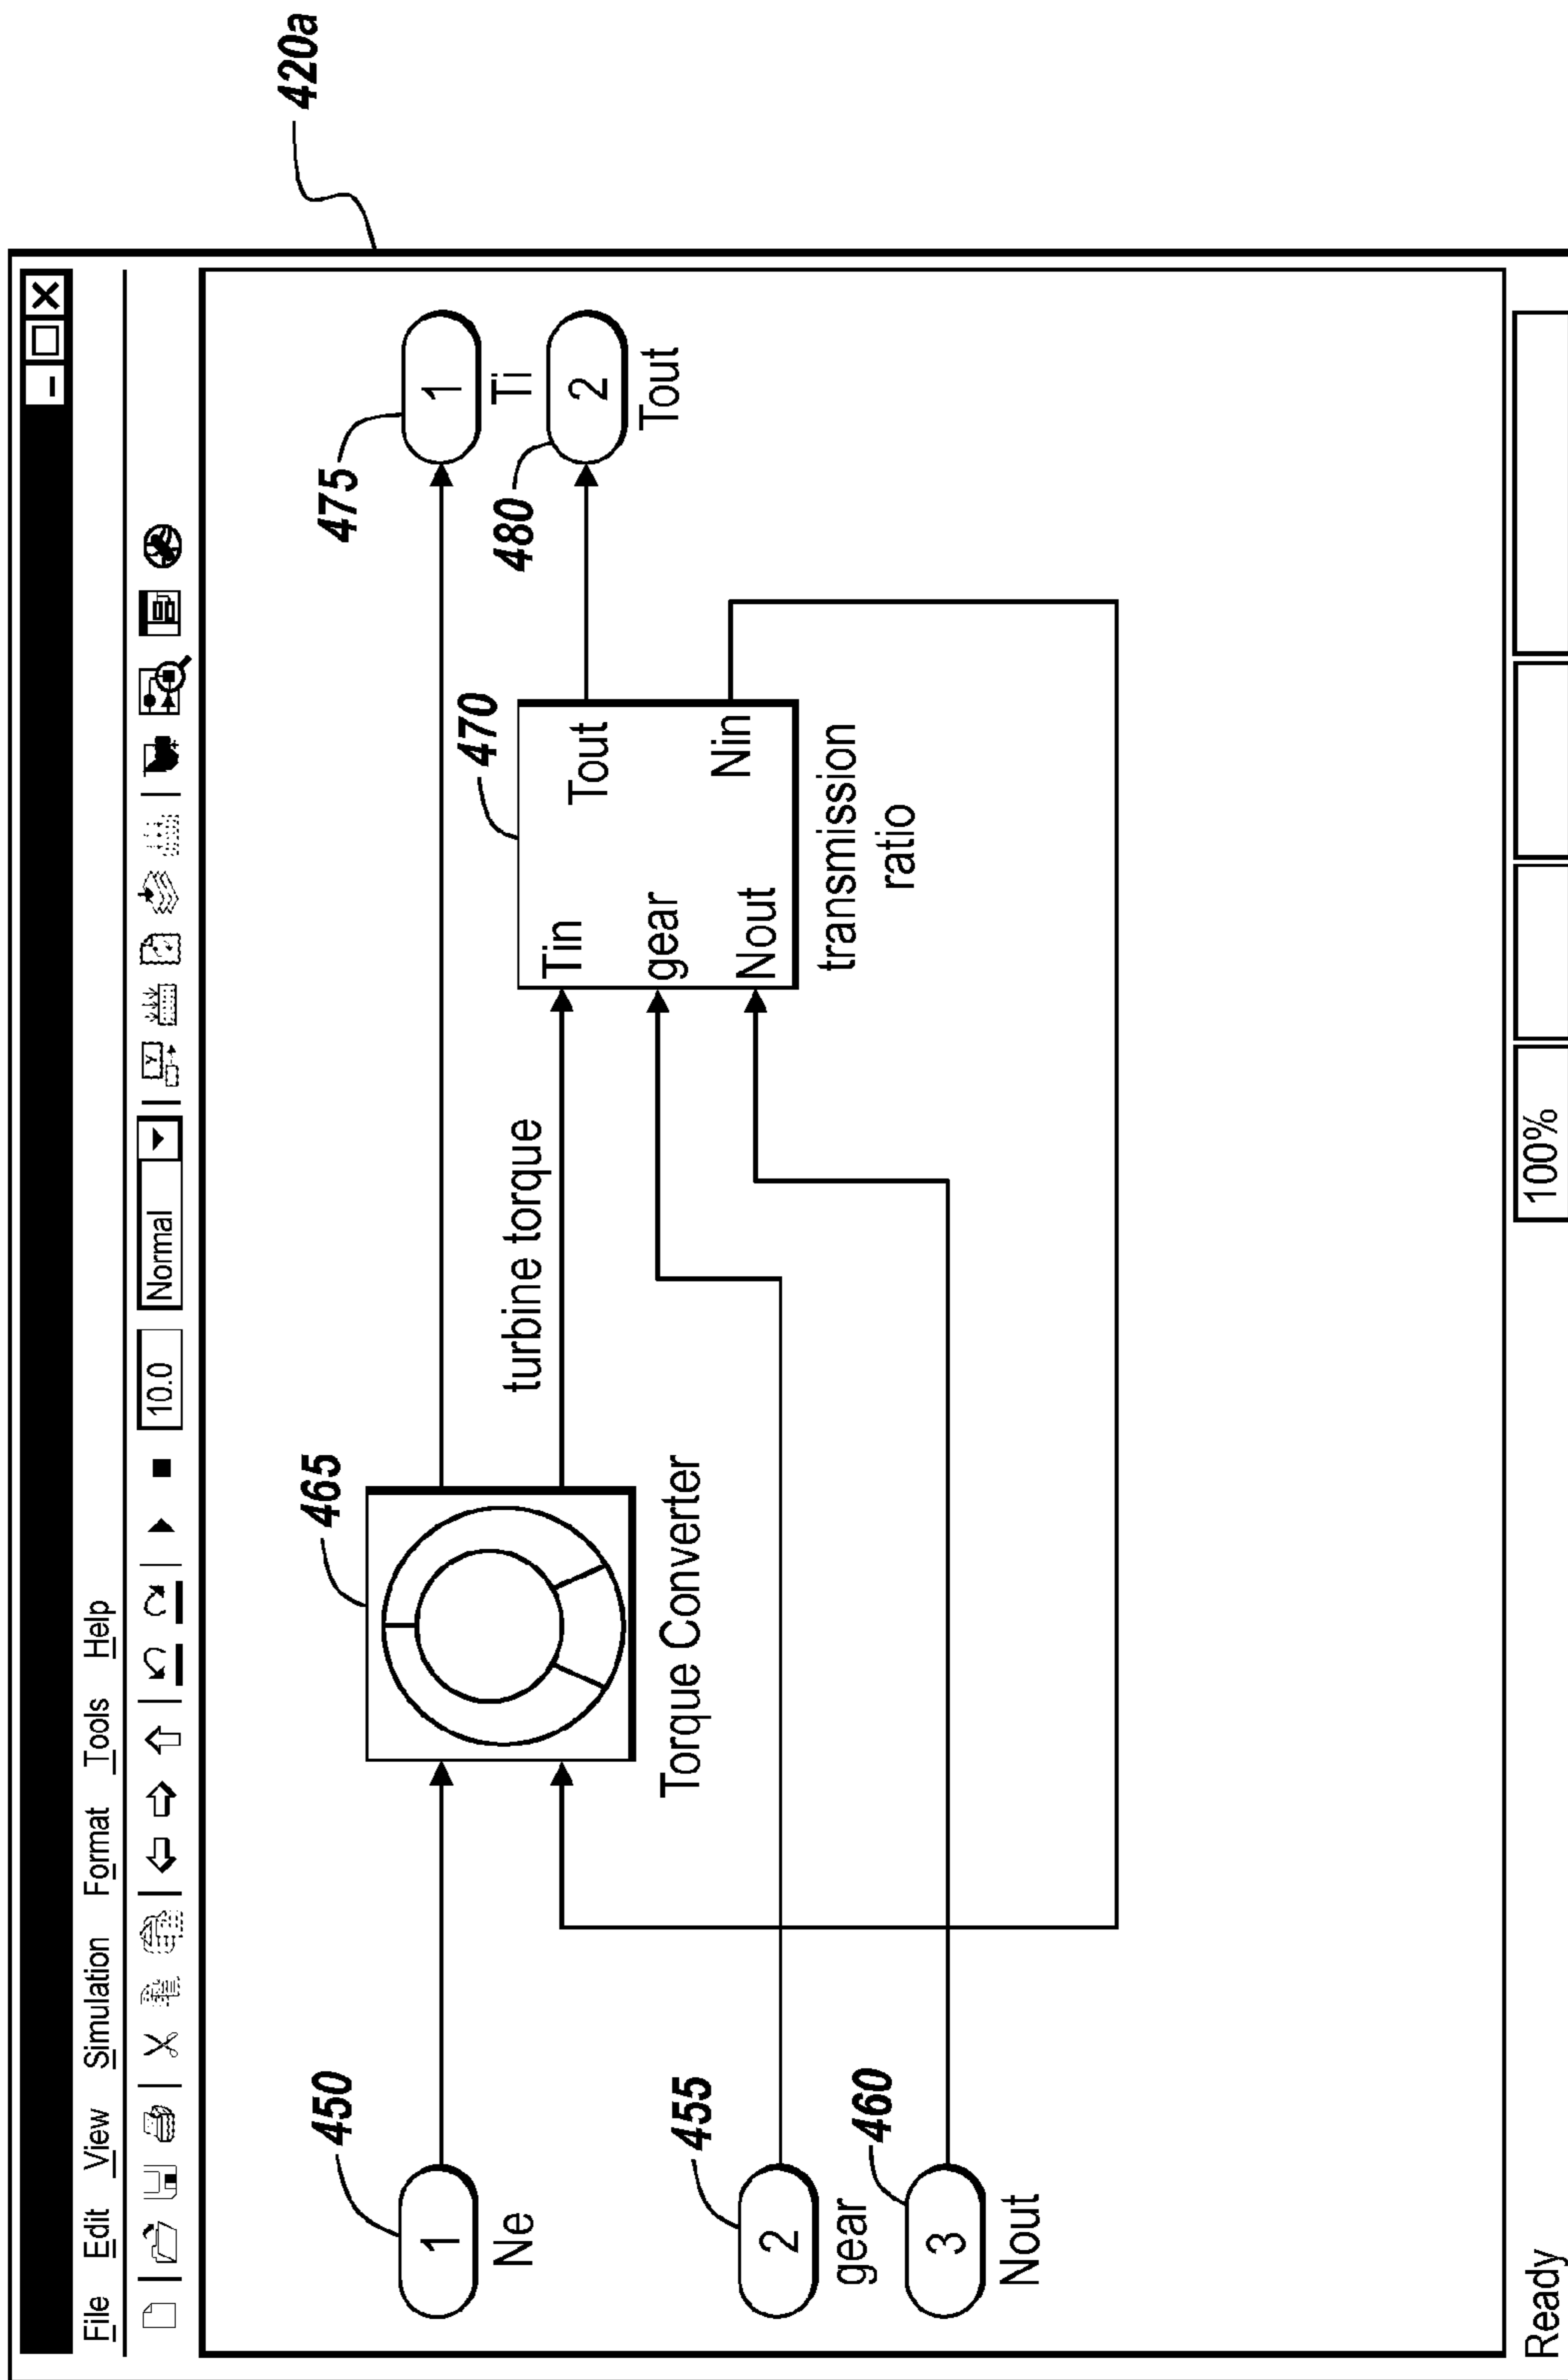 420a
File Edit View Simulation Format Tools Help
10.0 Normal
450
1
Ne
465
Torque Converter
turbine torque
475
1
Ti
480
2
Tout
470
Tin
gear
Nout
Tout
Nin
transmission
ratio
455
2
gear
460
3
Nout
Ready
100%